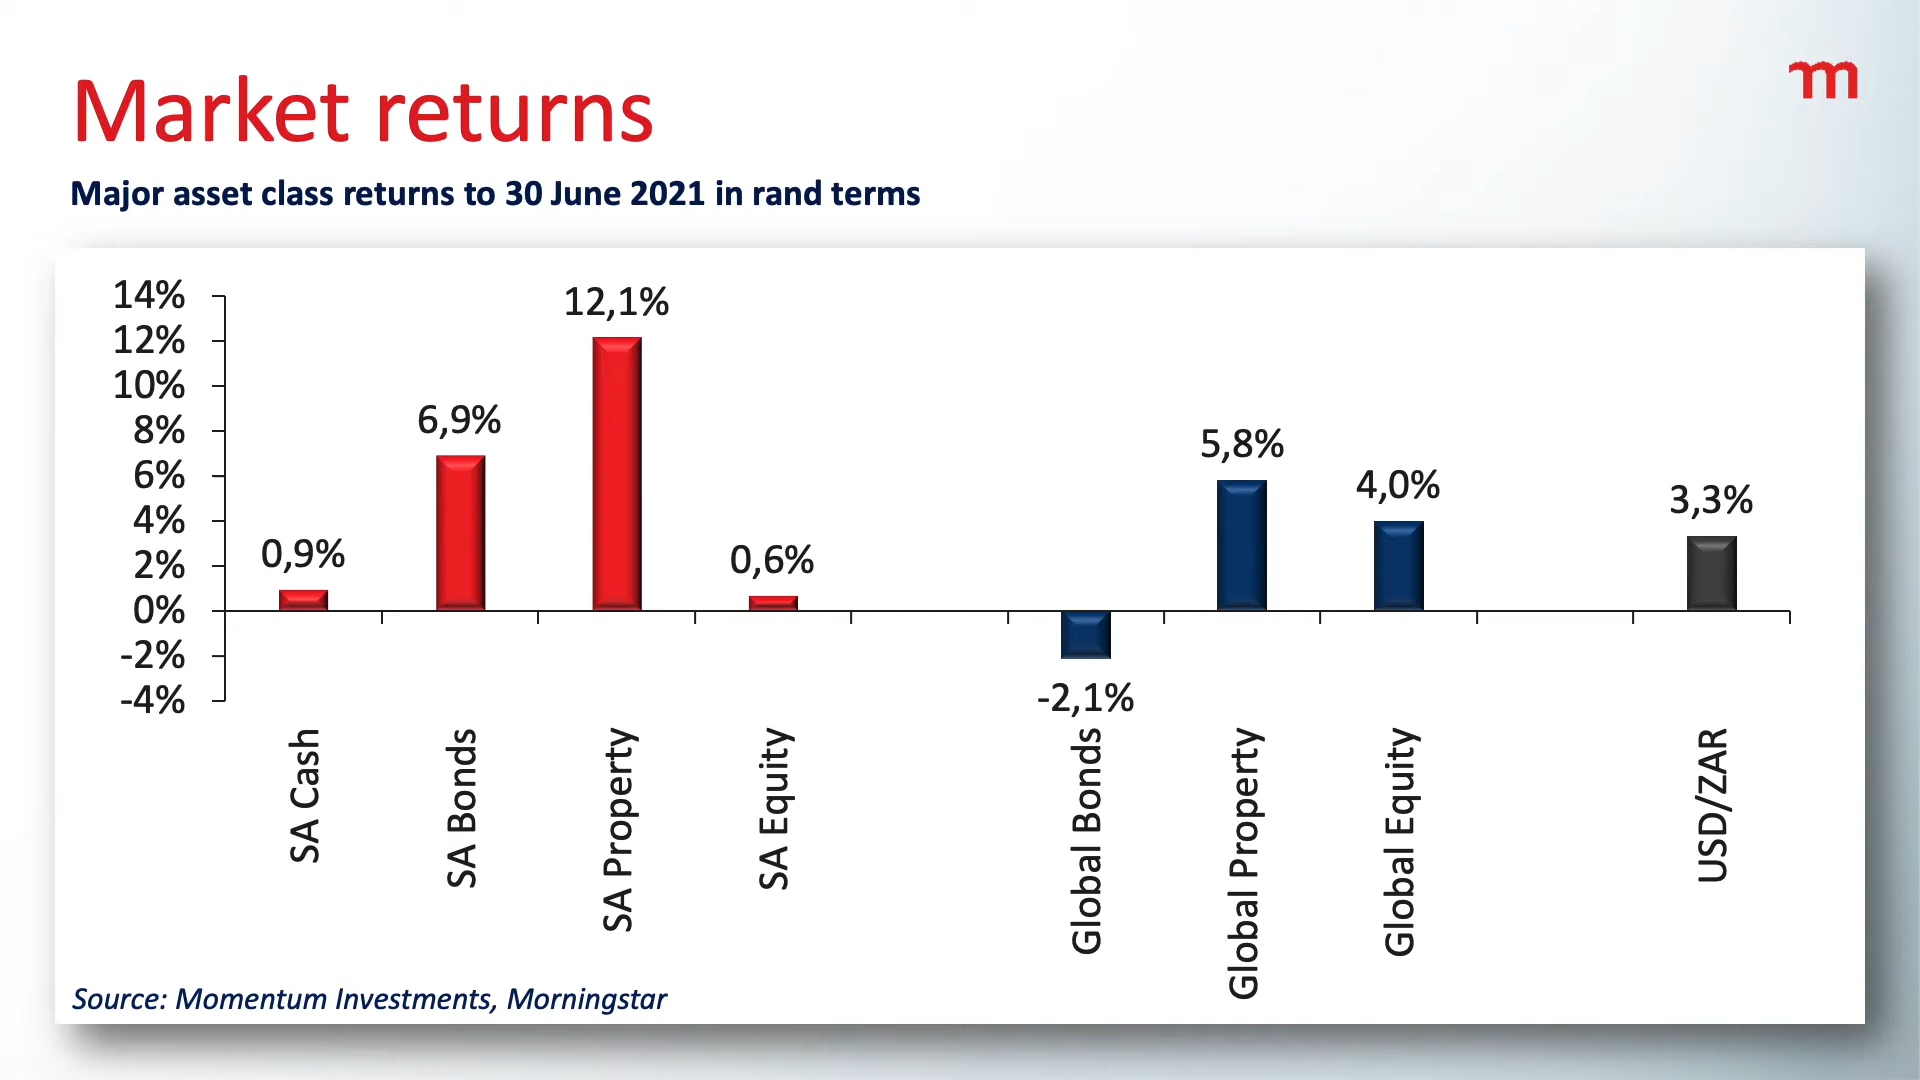 Market returns
m
Major asset class returns to 30 June 2021 in rand terms
14%
12%
10%
8%
6%
4%
2%
0%
-2%
-4%
0,9%
6,9%
12,1%
0,6%
-2,1%
5,8%
4,0%
3,3%
SA Cash
SA Bonds
SA Property
SA Equity
Global Bonds
Global Property
Global Equity
USD/ZAR
Source: Momentum Investments, Morningstar